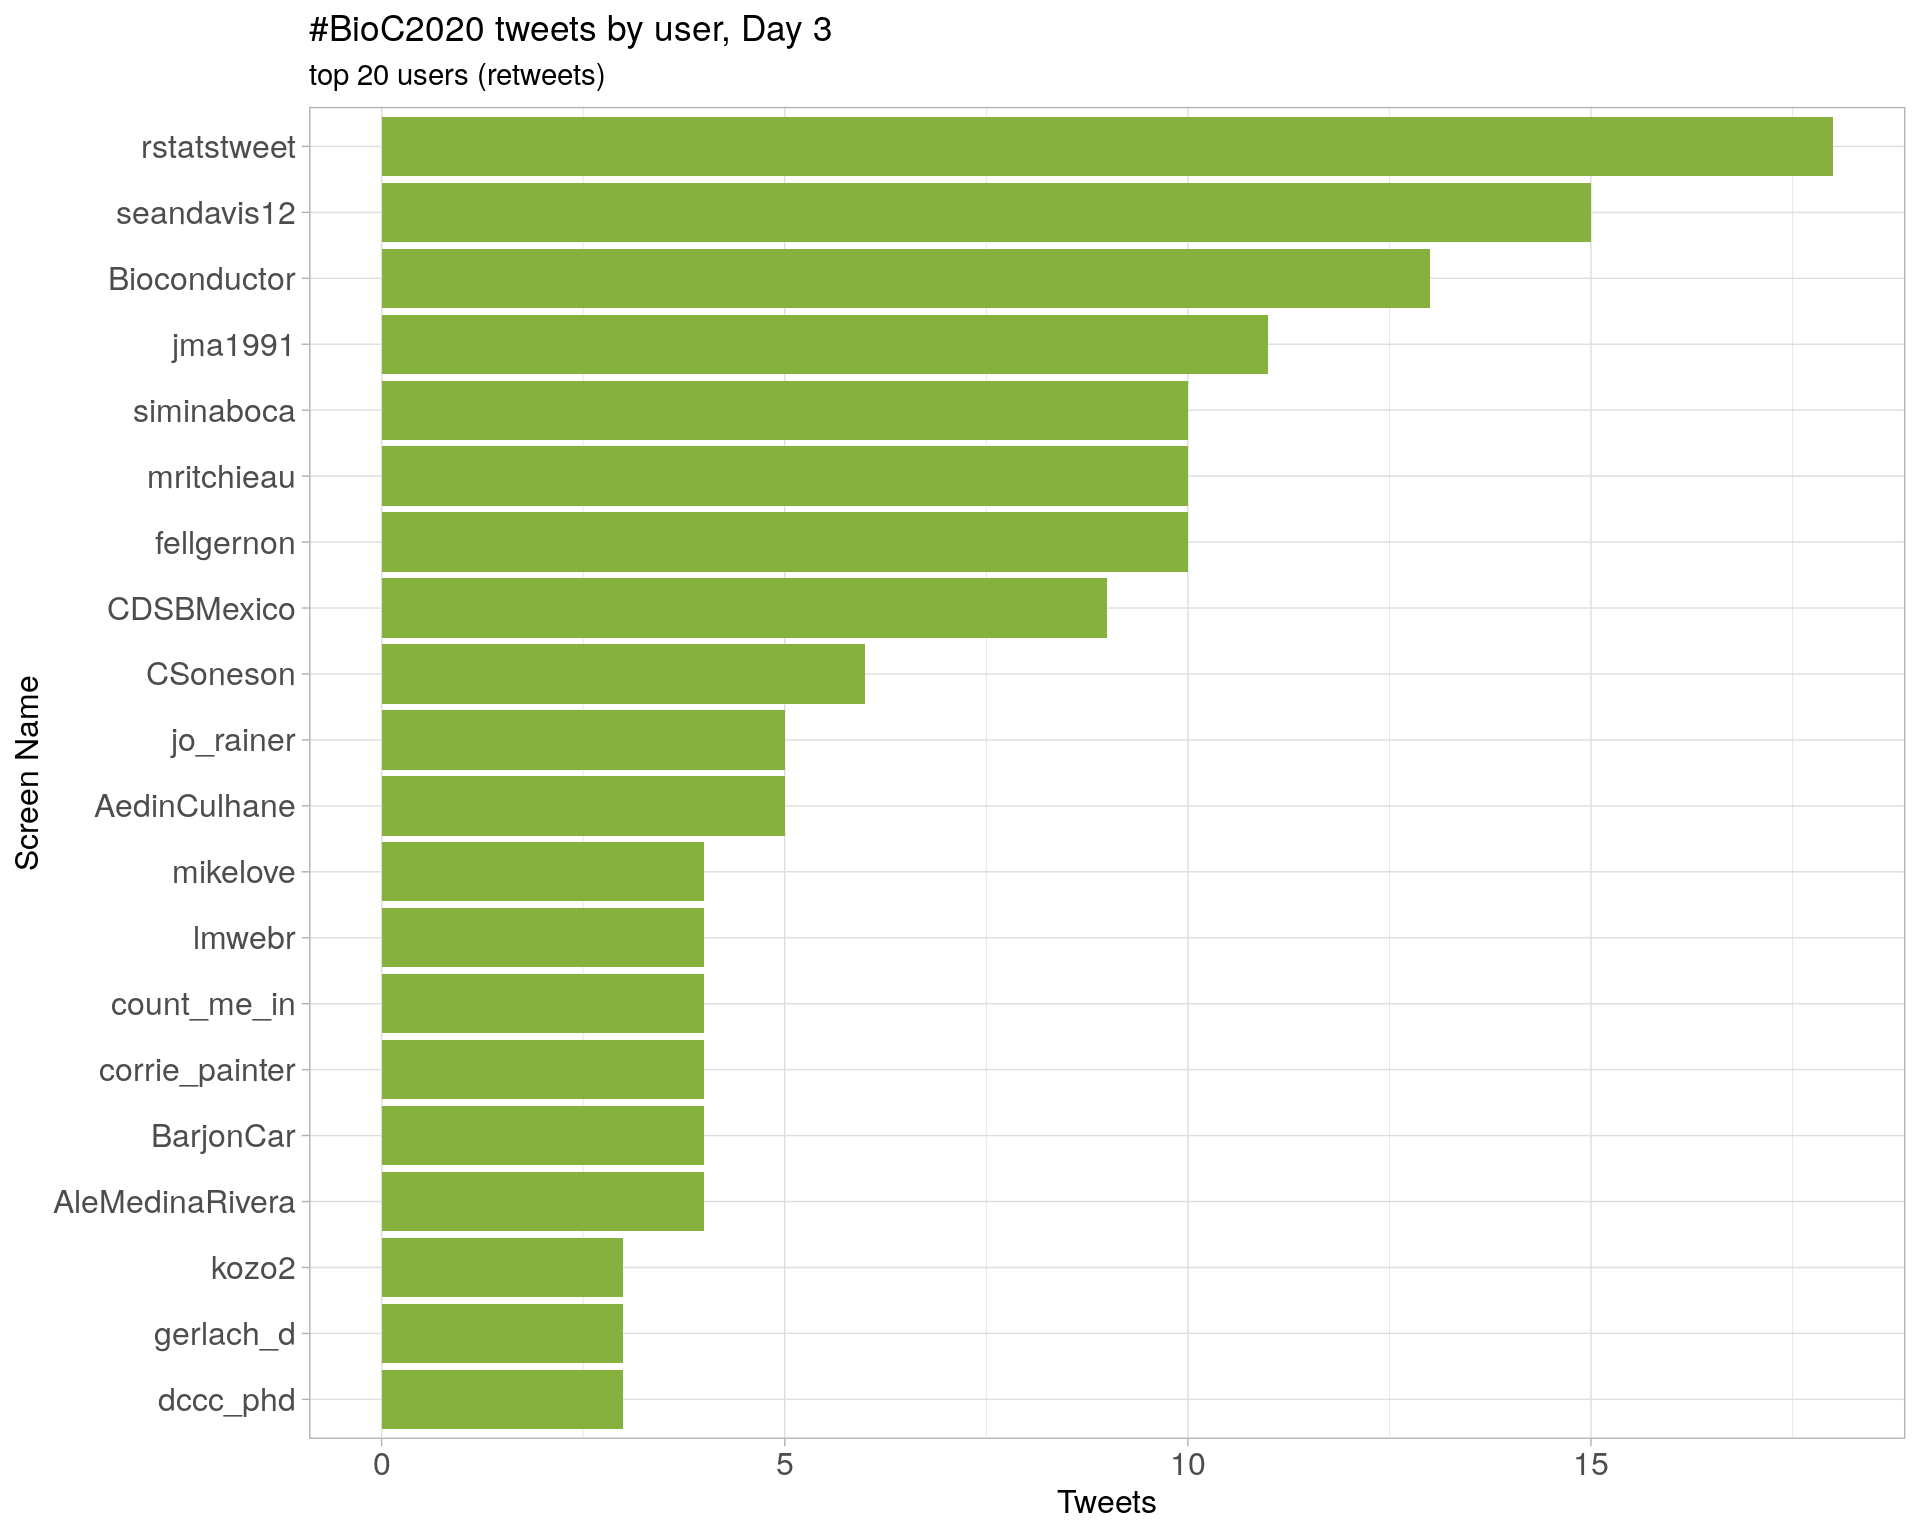 #BioC2020 tweets by user, Day 3
top 20 users (retweets)
Screen Name
rstatstweet
seandavis12
Bioconductor
jma1991
siminaboca
mritchieau
fellgernon
CDSBMexico
CSoneson
jo_rainer
AedinCulhane
mikelove
lmwebr
count_me_in
corrie_painter
BarjonCar
AleMedinaRivera
kozo2
gerlach_d
dccc_phd
0 5 10 15
Tweets